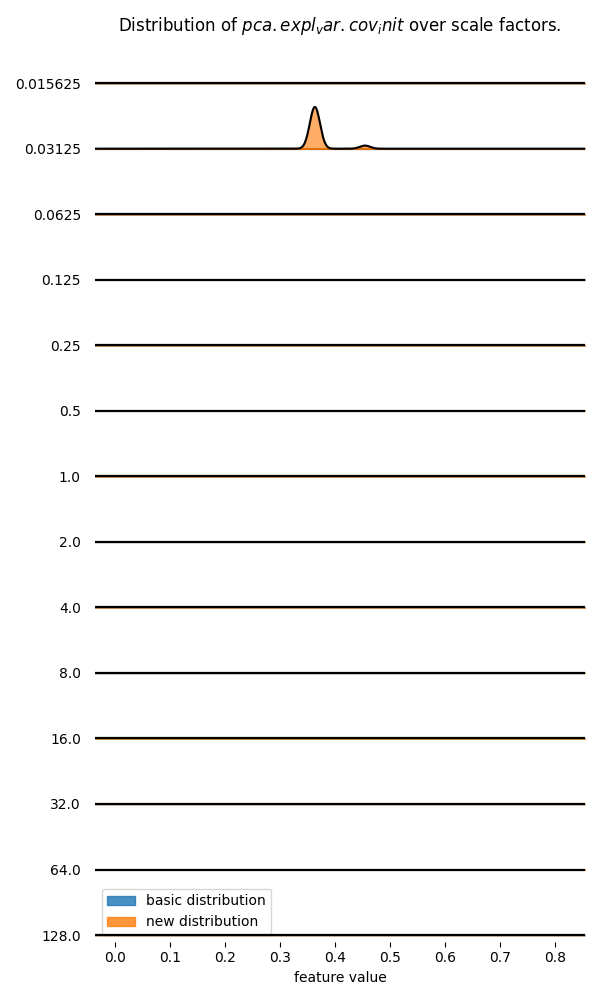 Distribution of pca.expl_var.cov_init over scale factors.
0.015625
0.03125
0.0625
0.125
0.25
0.5
1.0
2.0
4.0
8.0
16.0
32.0
64.0
basic distribution
new distribution
128.0
0.0 0.1 0.2 0.3 0.4 0.5 0.6 0.7 0.8
feature value